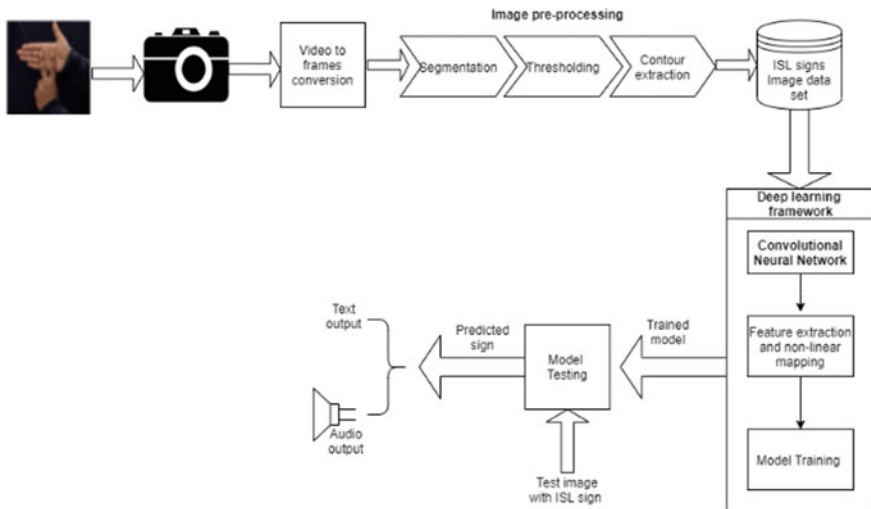 Image pre-processing
Video to
frames
conversion
Segmentation
Thresholding
Contour
extraction
ISL signs
Image data
set
Deep learning
framework
Convolutional
Neural Network
Feature extraction
and non-linear
mapping
Model Training
Trained
model
Model
Testing
Test image
with ISL sign
Predicted
sign
Text
output
Audio
output